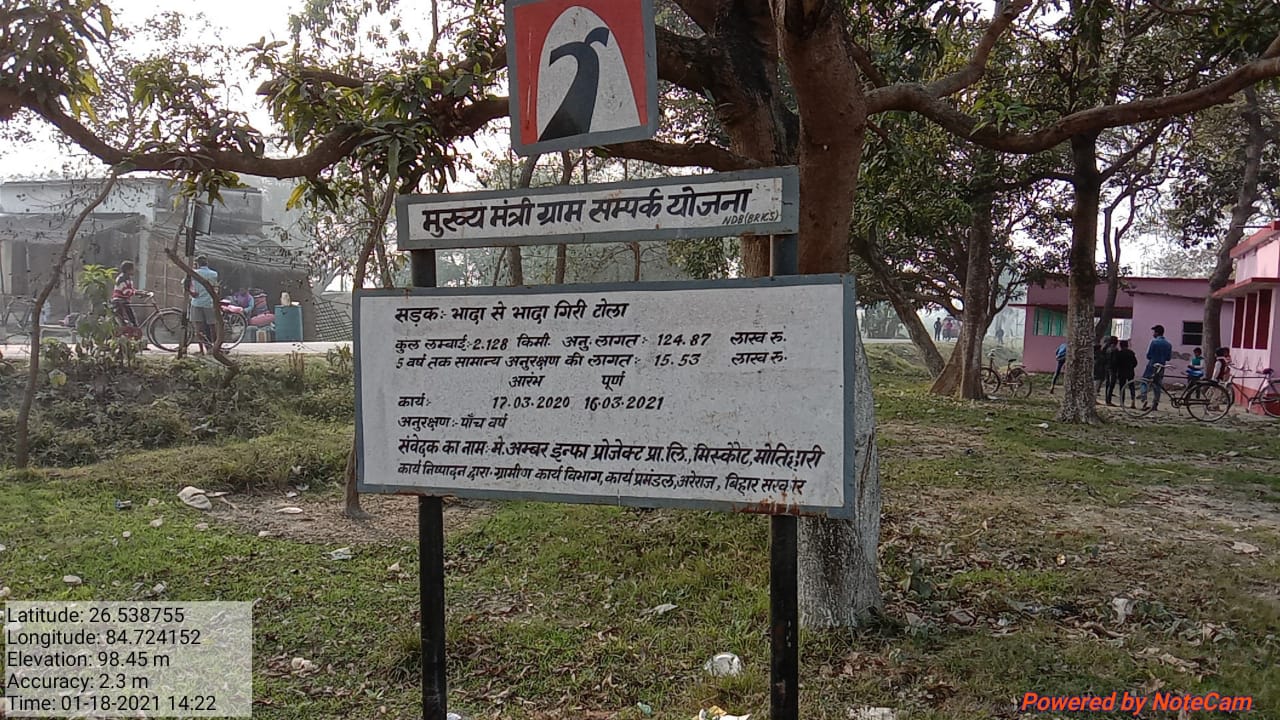 मुख्य मंत्री ग्राम सम्पर्क योजना
NDB(BRICS)
सड़क: भादा से भादा गिरी टोला
कुल लम्बाई: 2.128 किमी. अनु. लागत: 124.87 लाख रु.
5 वर्ष तक सामान्य अनुरक्षण की लागत: 15.53 लाख रु.
आरंभ पूर्ण
कार्य: 17.03.2020 16.03.2021
अनुरक्षण:- पाँच वर्ष
संवेदक का नाम: मे. अम्बर इन्फा प्रोजेक्ट प्रा.लि., मिस्कौट, मोतिहारी
कार्य निष्पादन द्वारा- ग्रामीण कार्य विभाग, कार्य प्रमंडल, अरेराज, बिहार सरकार
Latitude: 26.538755
Longitude: 84.724152
Elevation: 98.45 m
Accuracy: 2.3 m
Time: 01-18-2021 14:22
Powered by NoteCam